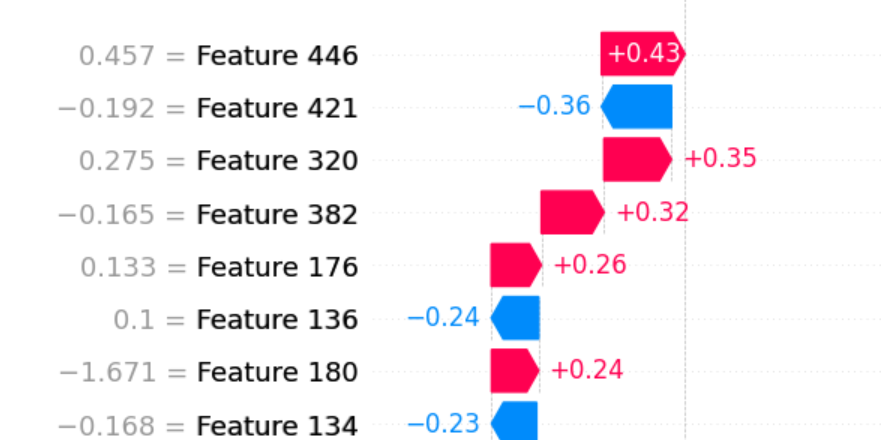 0.457 = Feature 446 +0.43
−0.192 = Feature 421 −0.36
0.275 = Feature 320 +0.35
−0.165 = Feature 382 +0.32
0.133 = Feature 176 +0.26
0.1 = Feature 136 −0.24
−1.671 = Feature 180 +0.24
−0.168 = Feature 134 −0.23